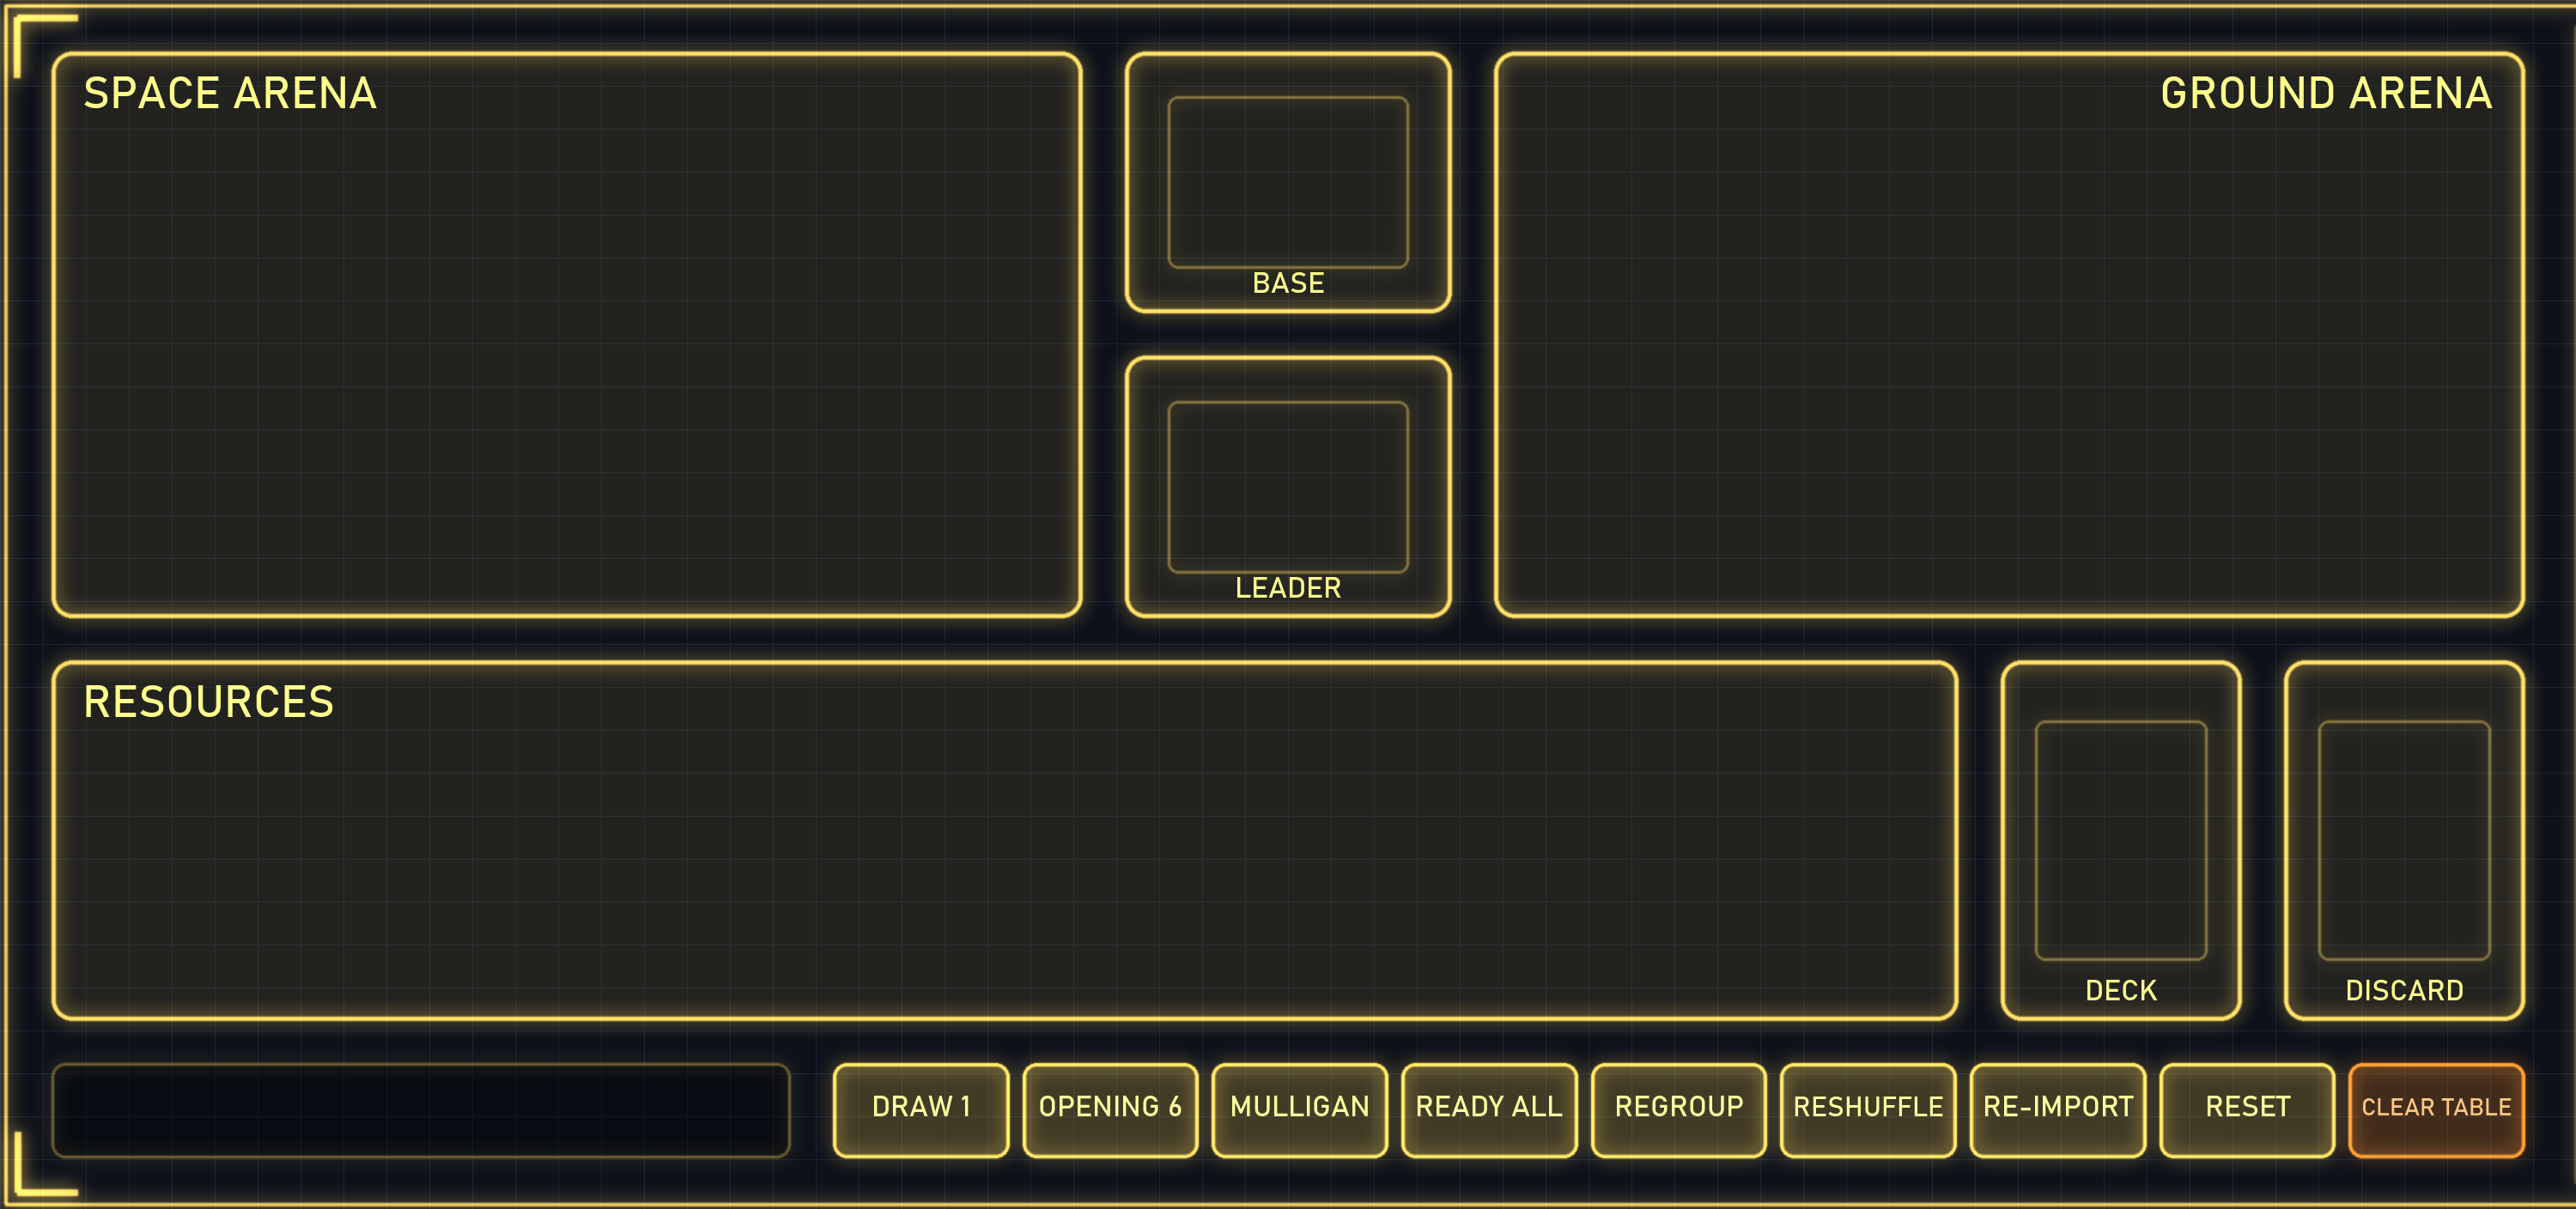 SPACE ARENA
GROUND ARENA
BASE
LEADER
RESOURCES
DECK
DISCARD
DRAW 1
OPENING 6
MULLIGAN
READY ALL
REGROUP
RESHUFFLE
RE-IMPORT
RESET
CLEAR TABLE